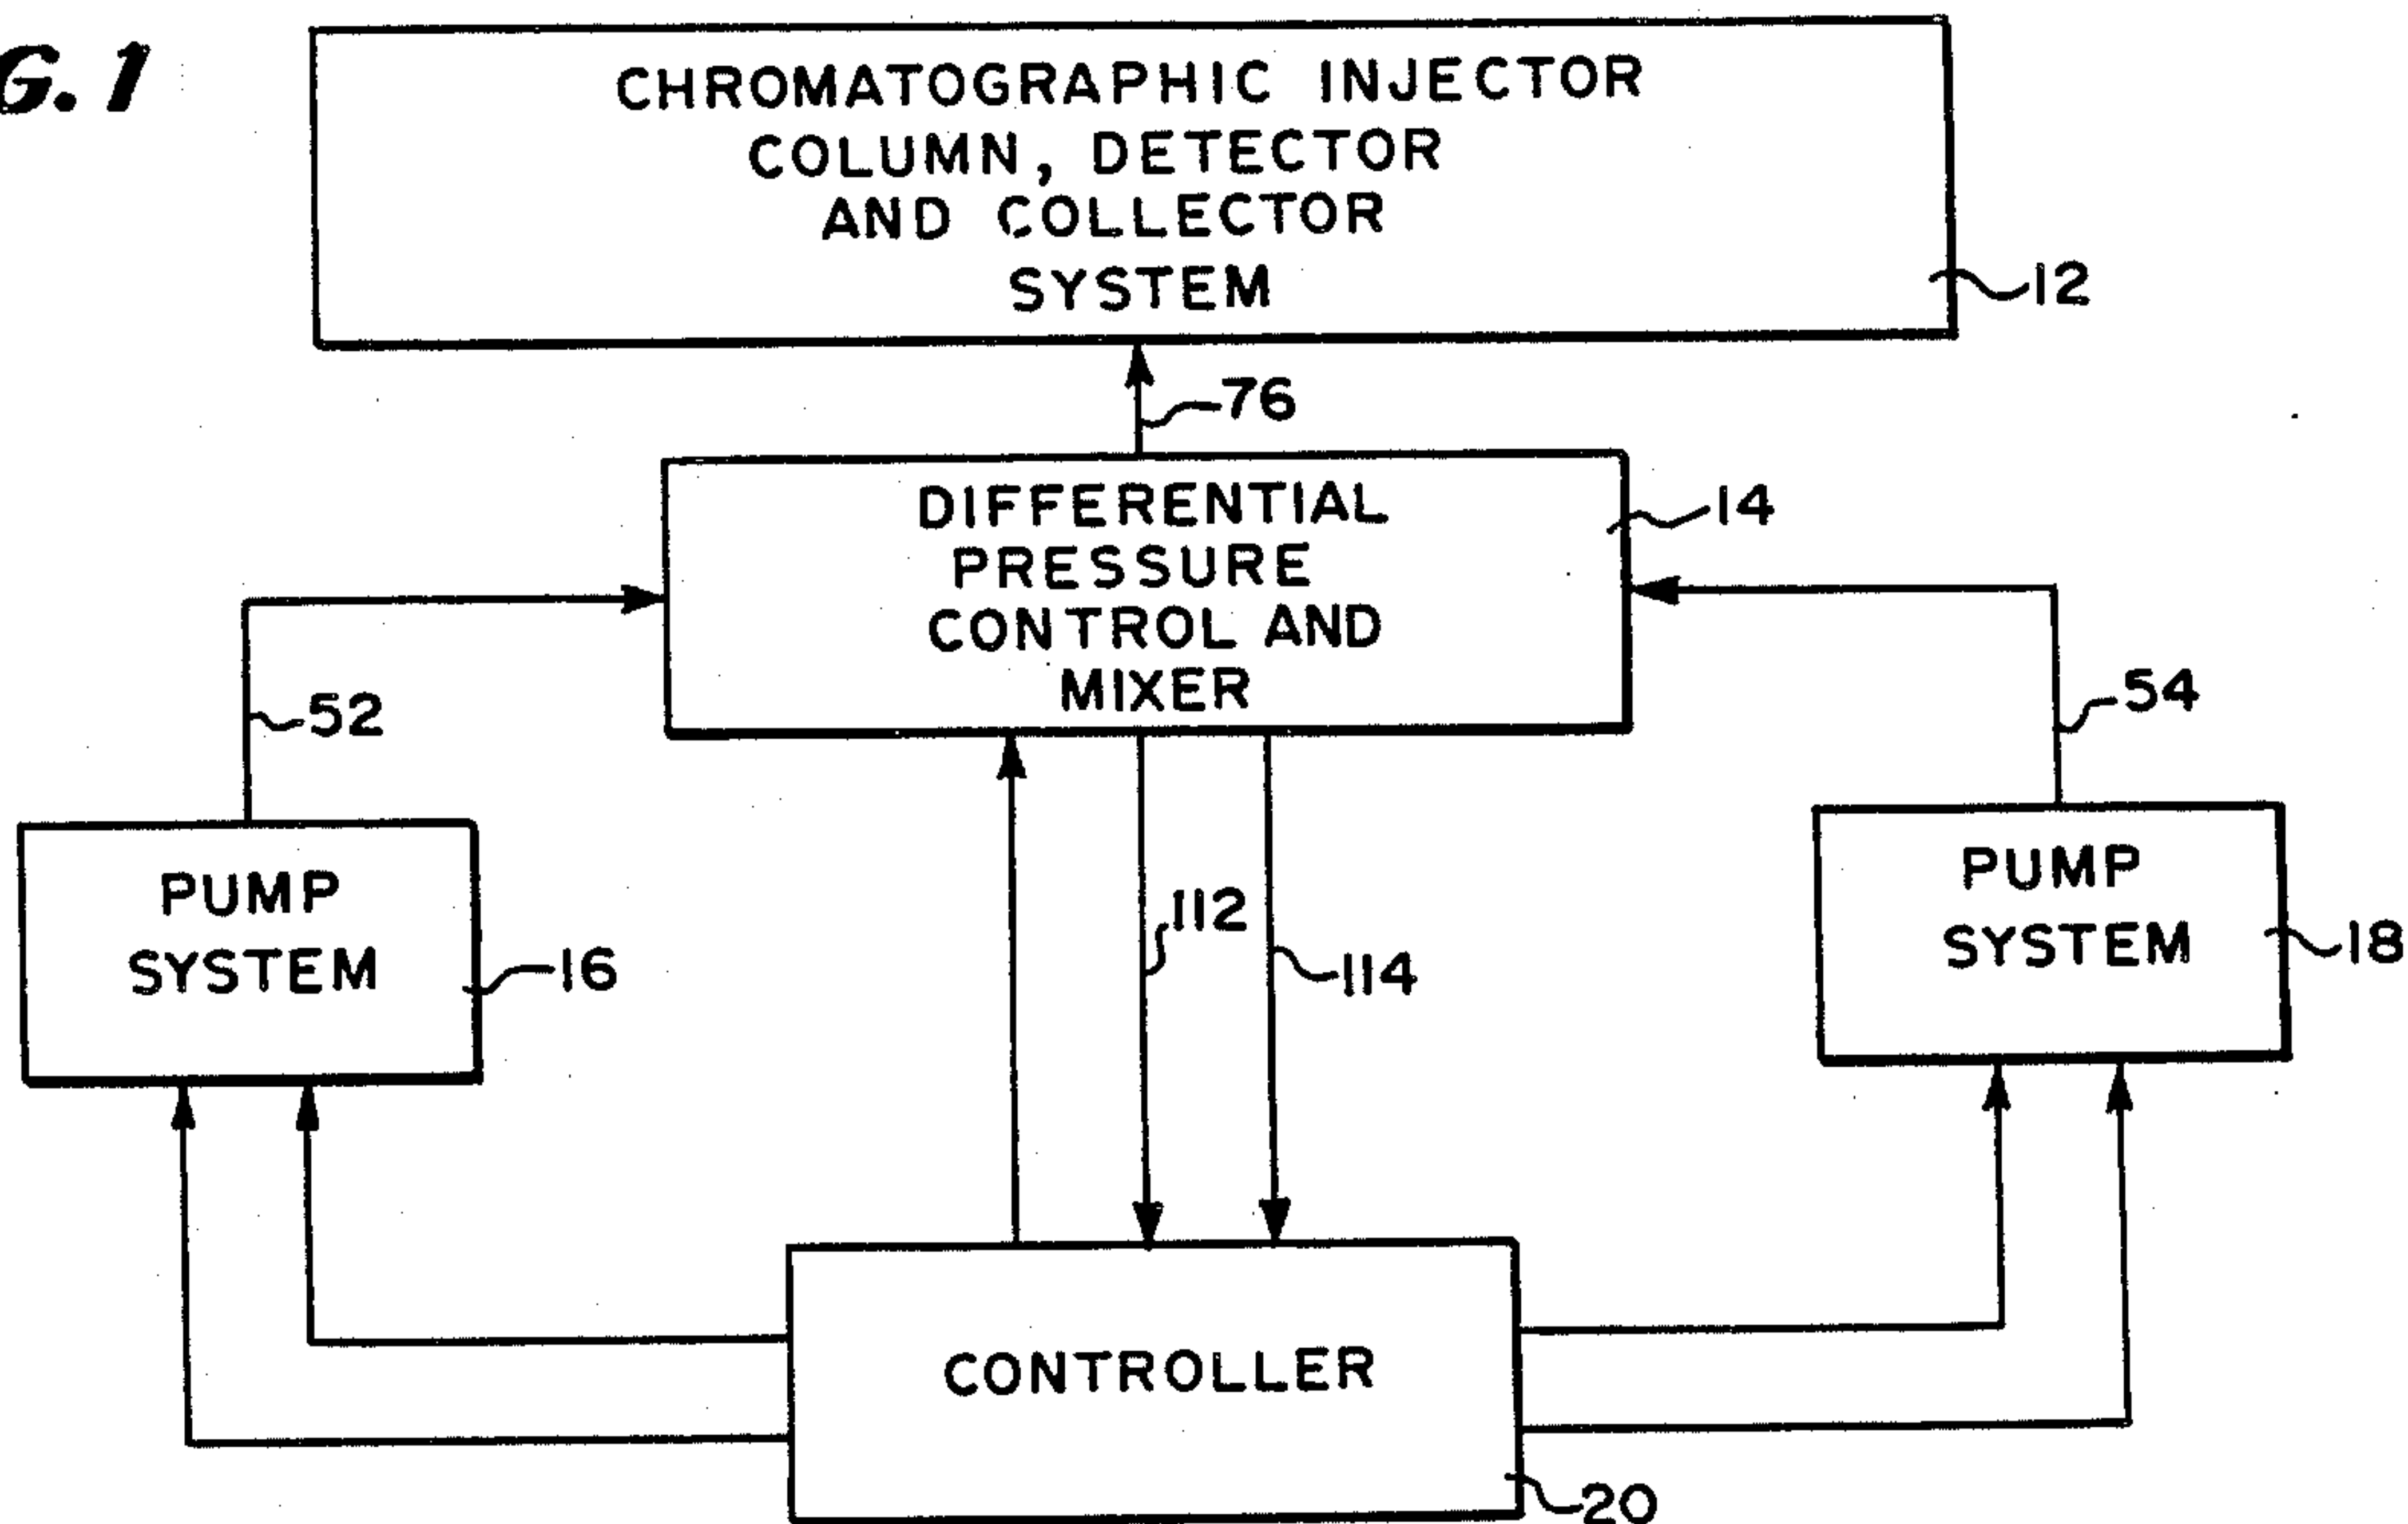 G. 1
CHROMATOGRAPHIC INJECTOR
COLUMN, DETECTOR
AND COLLECTOR
SYSTEM
12
76
DIFFERENTIAL
PRESSURE
CONTROL AND
MIXER
14
52
54
PUMP
SYSTEM
16
112
114
PUMP
SYSTEM
18
CONTROLLER
20